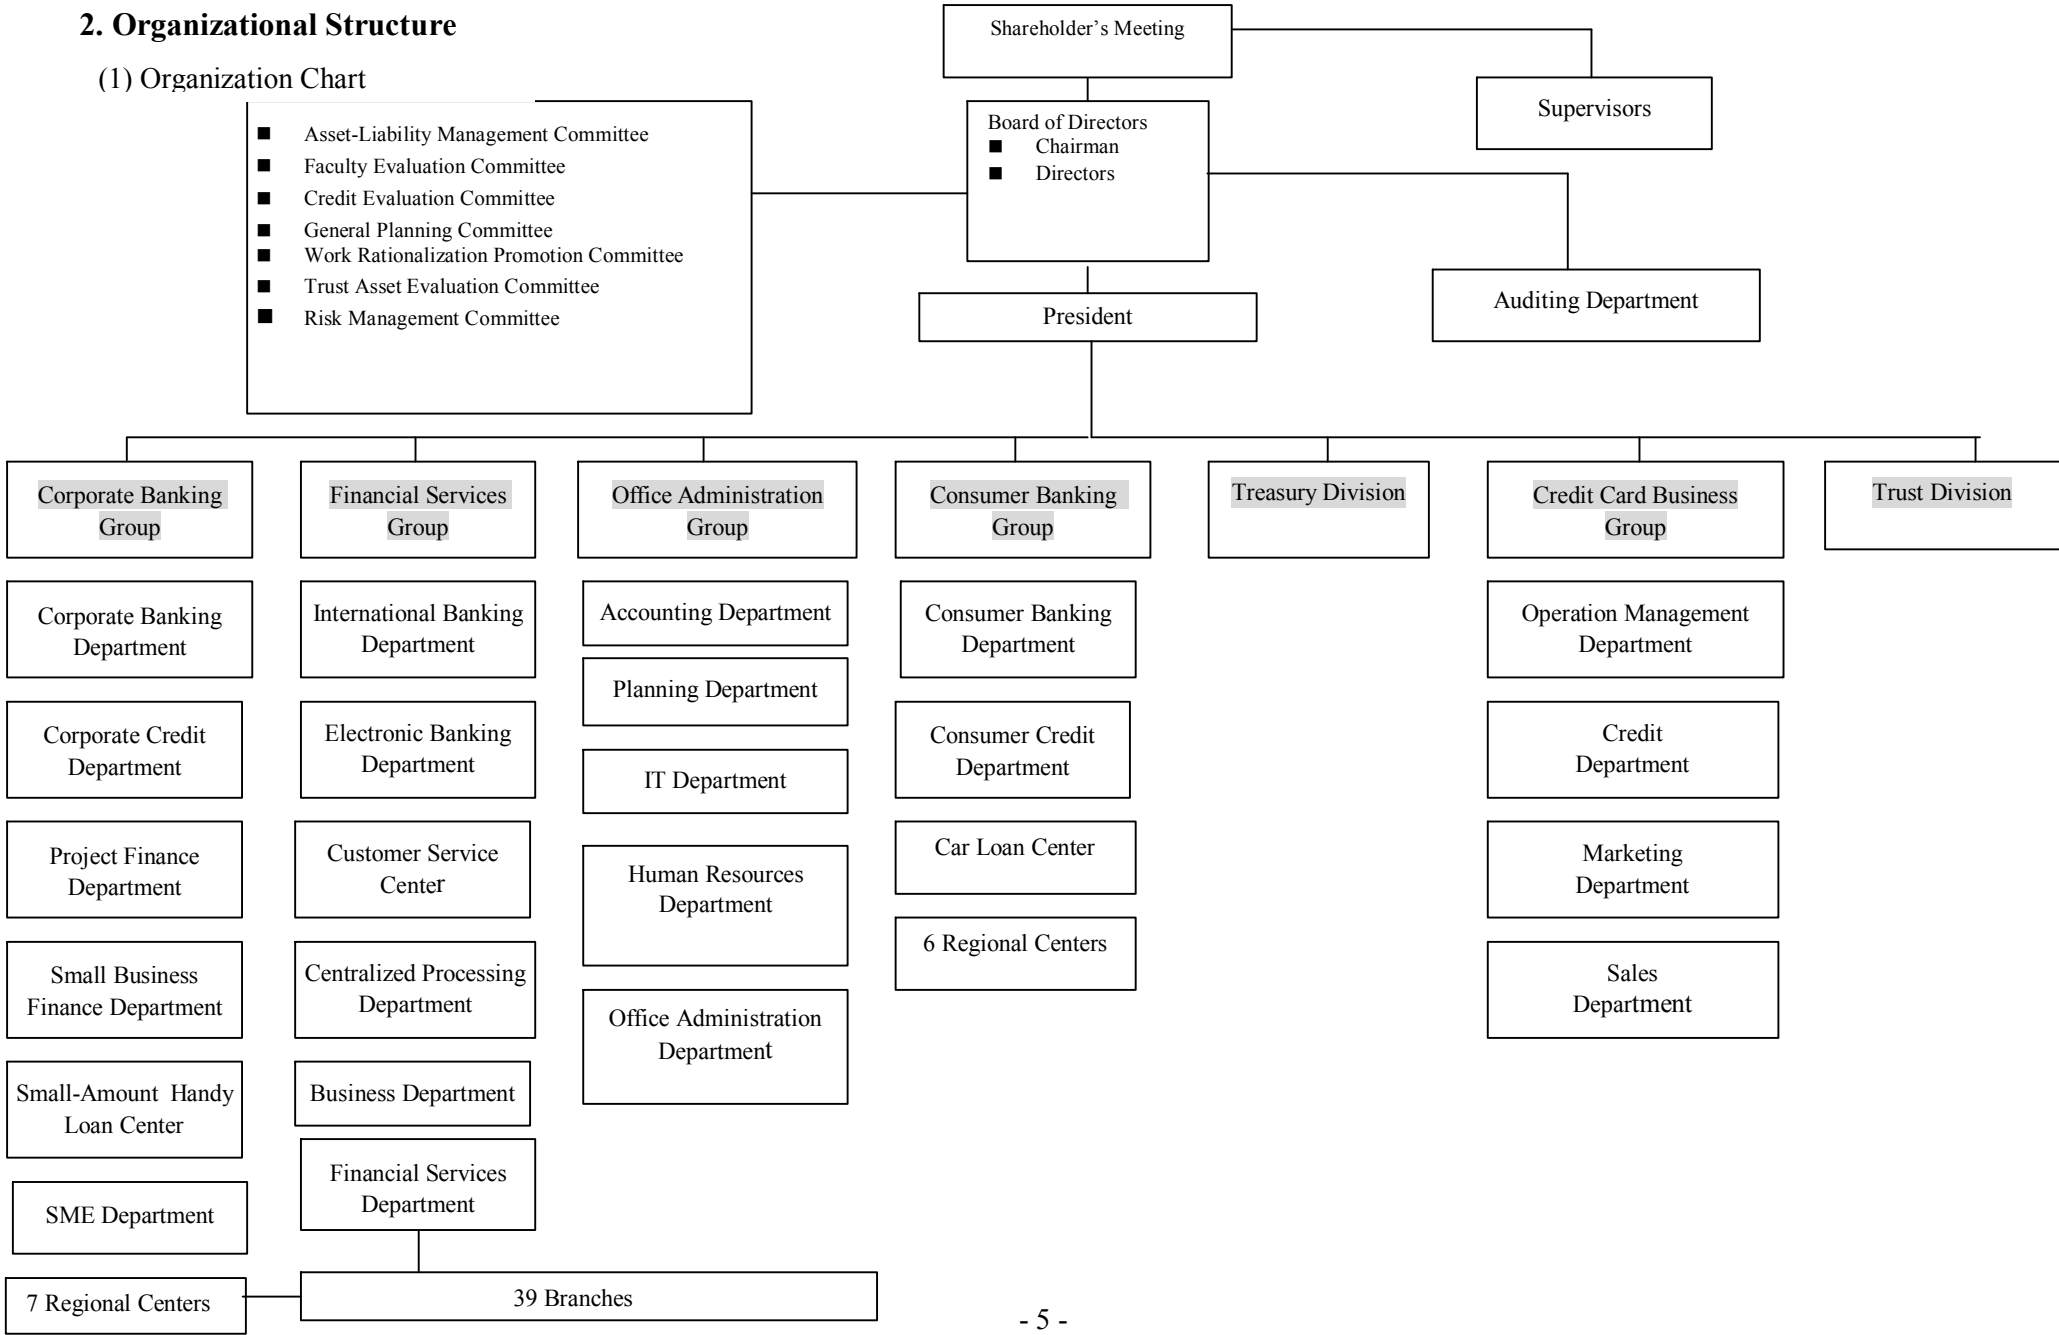 2. Organizational Structure
(1) Organization Chart
Shareholder’s Meeting
Supervisors
■ Asset-Liability Management Committee
■ Faculty Evaluation Committee
■ Credit Evaluation Committee
■ General Planning Committee
■ Work Rationalization Promotion Committee
■ Trust Asset Evaluation Committee
■ Risk Management Committee
Board of Directors
■ Chairman
■ Directors
Auditing Department
President
Corporate Banking
Group
Financial Services
Group
Office Administration
Group
Consumer Banking
Group
Treasury Division
Credit Card Business
Group
Trust Division
Corporate Banking
Department
Corporate Credit
Department
Project Finance
Department
Small Business
Finance Department
Small-Amount Handy
Loan Center
SME Department
7 Regional Centers
International Banking
Department
Electronic Banking
Department
Customer Service
Center
Centralized Processing
Department
Business Department
Financial Services
Department
39 Branches
Accounting Department
Planning Department
IT Department
Human Resources
Department
Office Administration
Department
Consumer Banking
Department
Consumer Credit
Department
Car Loan Center
6 Regional Centers
Operation Management
Department
Credit
Department
Marketing
Department
Sales
Department
- 5 -